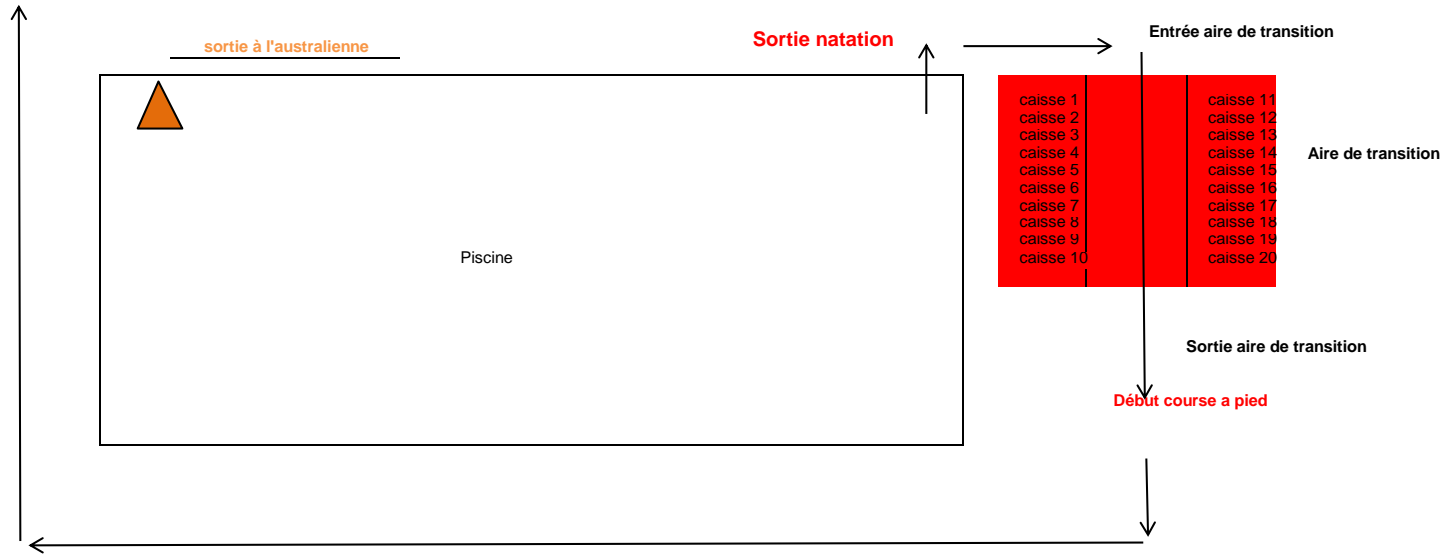 Entrée aire de transition
Sortie natation
sortie à l'australienne
caisse 1
caisse 2
caisse 3
caisse 4
caisse 5
caisse 6
caisse 7
caisse 8
caisse 9
caisse 10
caisse 11
caisse 12
caisse 13
caisse 14
caisse 15
caisse 16
caisse 17
caisse 18
caisse 19
caisse 20
Aire de transition
Piscine
Sortie aire de transition
Début course a pied